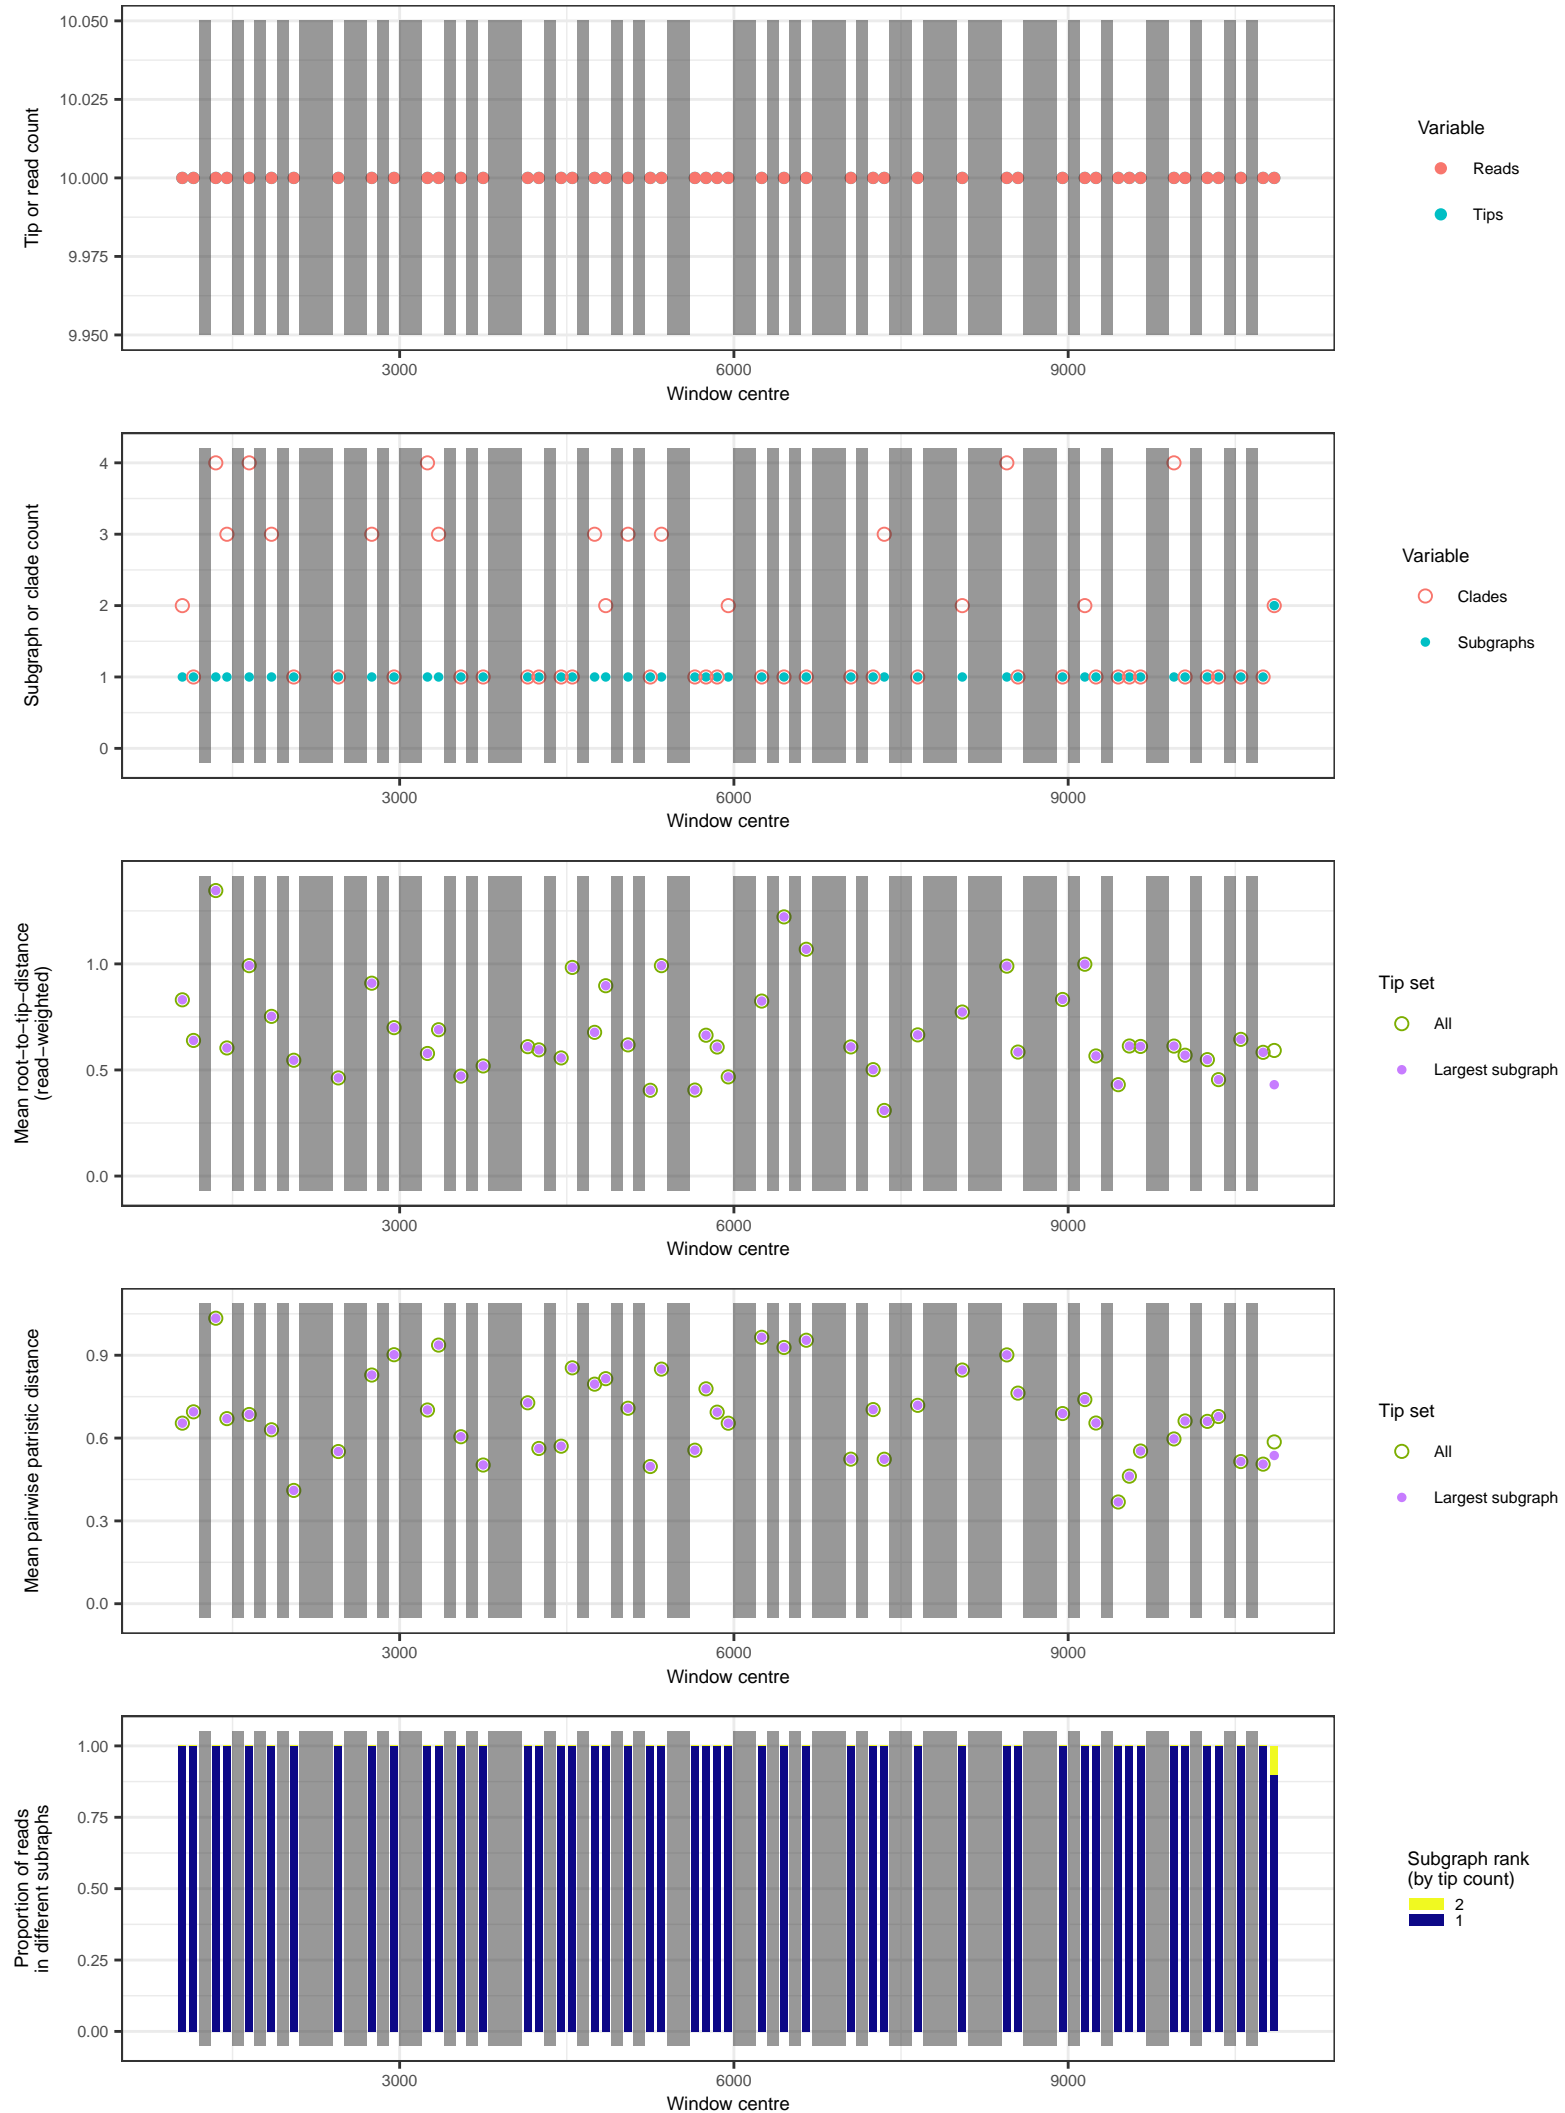 10.050
10.025
10.000
9.975
9.950
Tip or read count
3000
6000
9000
Window centre
Variable
Reads
Tips
4
3
2
1
0
Subgraph or clade count
3000
6000
9000
Window centre
Variable
Clades
Subgraphs
1.0
0.5
0.0
Mean root−to−tip−distance
(read−weighted)
3000
6000
9000
Window centre
Tip set
All
Largest subgraph
0.9
0.6
0.3
0.0
Mean pairwise patristic distance
3000
6000
9000
Window centre
Tip set
All
Largest subgraph
1.00
0.75
0.50
0.25
0.00
Proportion of reads
in different subraphs
3000
6000
9000
Window centre
Subgraph rank
(by tip count)
2
1